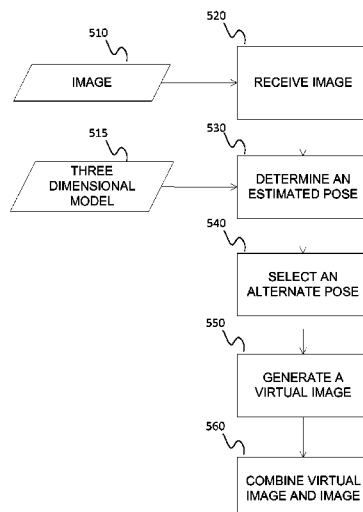 510
IMAGE
520
RECEIVE IMAGE
515
THREE
DIMENSIONAL
MODEL
530
DETERMINE AN
ESTIMATED POSE
540
SELECT AN
ALTERNATE POSE
550
GENERATE A
VIRTUAL IMAGE
560
COMBINE VIRTUAL
IMAGE AND IMAGE